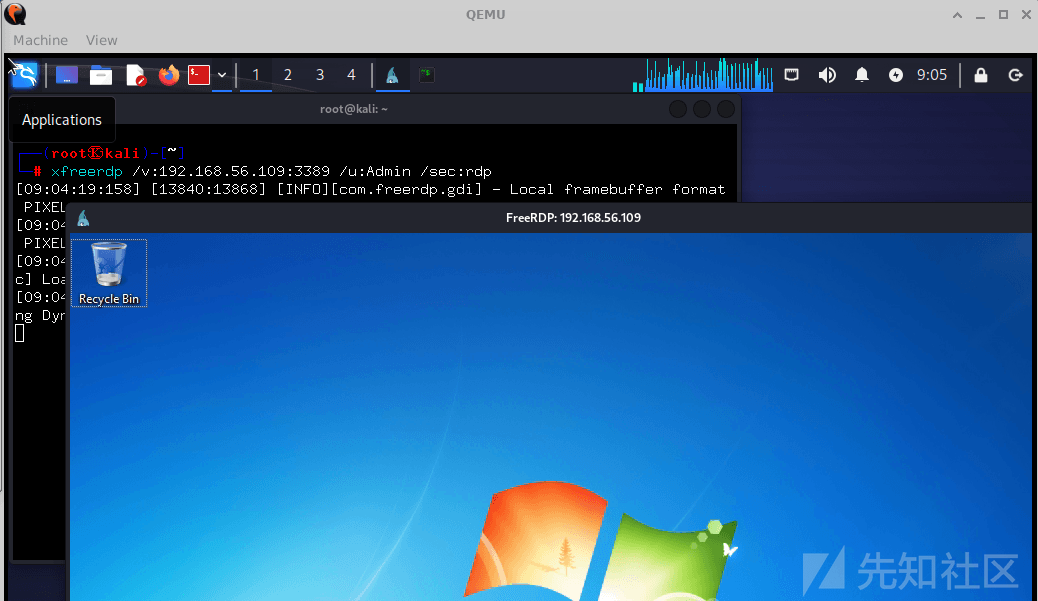 QEMU
Machine View
1 2 3 4 9:05
Applications
root@kali: ~
(root㉿kali)-[~]
# xfreerdp /v:192.168.56.109:3389 /u:Admin /sec:rdp
[09:04:19:158] [13840:13868] [INFO][com.freerdp.gdi] - Local framebuffer format
PIXEL
[09:04
PIXEL
[09:04
c] Loa
[09:04
ng Dyn
FreeRDP: 192.168.56.109
Recycle Bin
先知社区